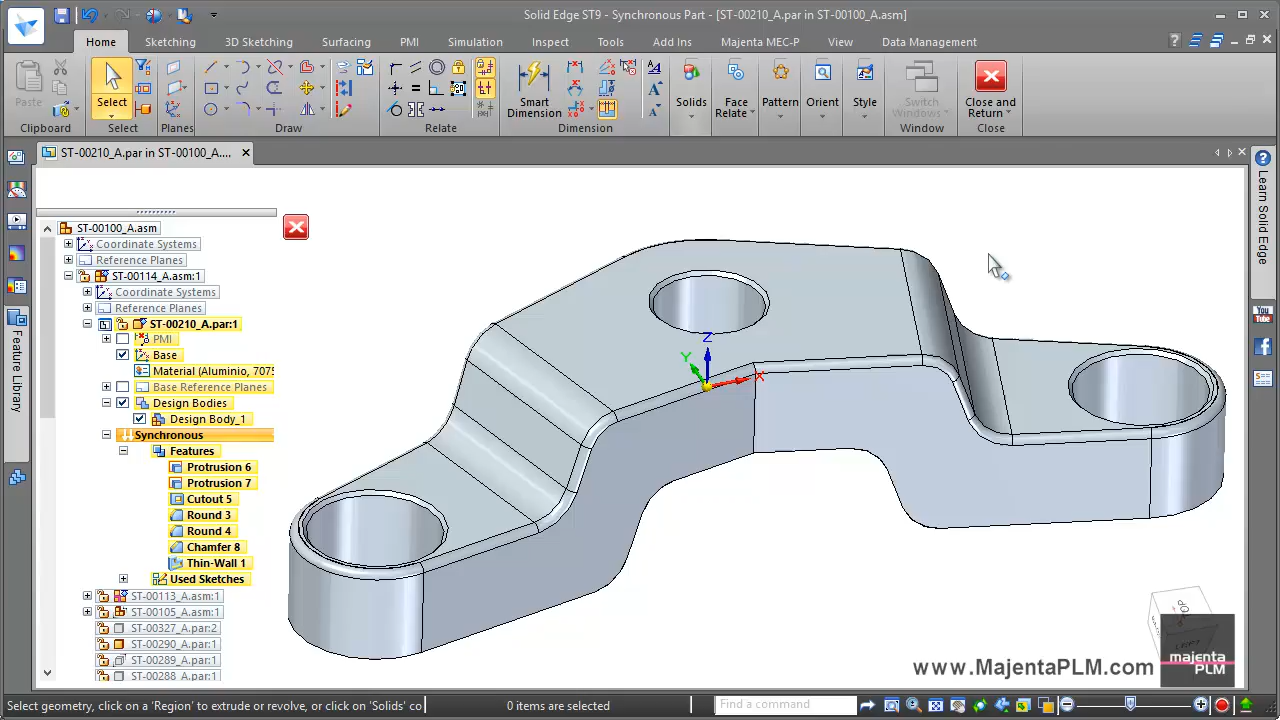 Solid Edge ST9 - Synchronous Part - [ST-00210_A.par in ST-00100_A.asm]
Home Sketching 3D Sketching Surfacing PMI Simulation Inspect Tools Add Ins Majenta MEC-P View Data Management
Paste
Clipboard
Select
Select
Planes
Draw
Relate
Smart
Dimension
Dimension
Solids
Face
Relate
Pattern
Orient
Style
Switch
Windows
Window
Close and
Return
Close
ST-00210_A.par in ST-00100_A....
Feature Library
Learn Solid Edge
You
Tube
ST-00100_A.asm
Coordinate Systems
Reference Planes
ST-00114_A.asm:1
Coordinate Systems
Reference Planes
ST-00210_A.par:1
PMI
Base
Material (Aluminio, 7075
Base Reference Planes
Design Bodies
Design Body_1
Synchronous
Features
Protrusion 6
Protrusion 7
Cutout 5
Round 3
Round 4
Chamfer 8
Thin-Wall 1
Used Sketches
ST-00113_A.asm:1
ST-00105_A.asm:1
ST-00327_A.par:2
ST-00290_A.par:1
ST-00289_A.par:1
ST-00288_A.par:1
Z
Y
X
www.MajentaPLM.com
majenta
PLM
Select geometry, click on a 'Region' to extrude or revolve, or click on 'Solids' co
0 items are selected
Find a command